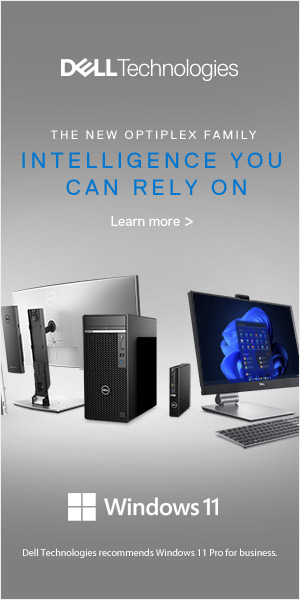 DELLTechnologies
THE NEW OPTIPLEX FAMILY
INTELLIGENCE YOU
CAN RELY ON
Learn more >
Windows 11
Dell Technologies recommends Windows 11 Pro for business.